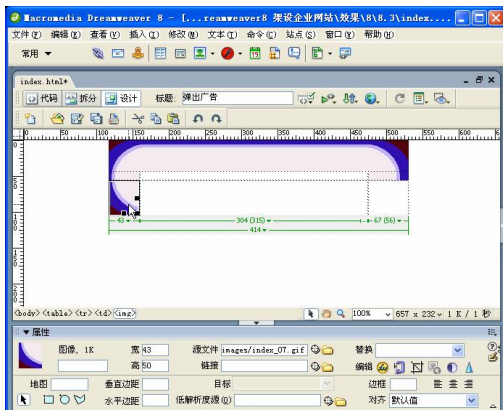 Macromedia Dreamweaver 8 - [...reamweaver8 架设企业网站\效果\8\8.3\index....
文件(F) 编辑(E) 查看(V) 插入(I) 修改(M) 文本(T) 命令(C) 站点(S) 窗口(W) 帮助(H)
常用
index.html*
代码 拆分 设计 标题: 弹出广告
0 50 100 150 200 250 300 350 400 450 500 550 600
43 304 (315) 67 (56)
414
<body> <table> <tr> <td> <img> 100% 657 x 232 1 K / 1 秒
属性
图像, 1K 宽 43 源文件 images/index_07.gif 替换
高 50 链接 编辑
地图 垂直边距 目标 边框
水平边距 低解析度源(O) 对齐 默认值